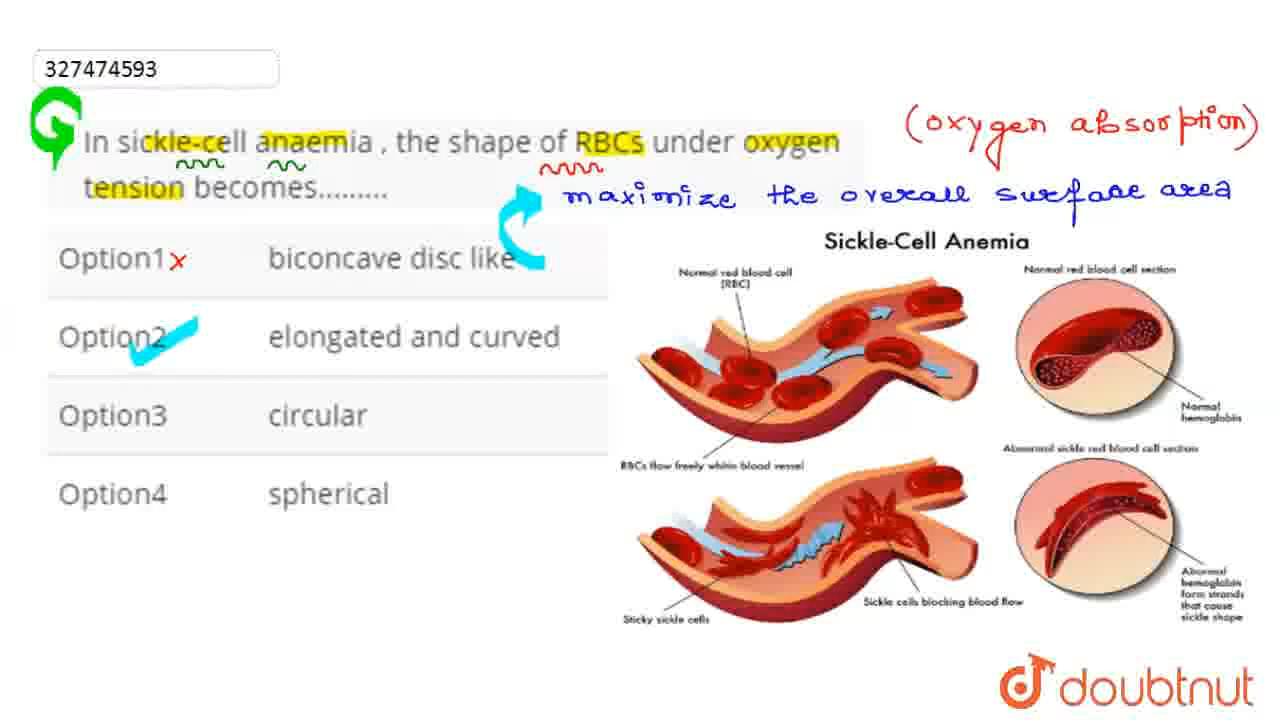 327474593
In sickle-cell anaemia , the shape of RBCs under oxygen
tension becomes.........
(oxygen absorption)
maximize the overall surface area
Option1 x biconcave disc like
Option2 elongated and curved
Option3 circular
Option4 spherical
Sickle-Cell Anemia
Normal red blood cell
(RBC)
Normal red blood cell section
Normal
hemoglobin
RBCs flow freely whitin blood vessel
Abnormal sickle red blood cell section
Sticky sickle cells
Sickle cells blocking blood flow
Abnormal
hemoglobin
form strands
that cause
sickle shape
doubtnut